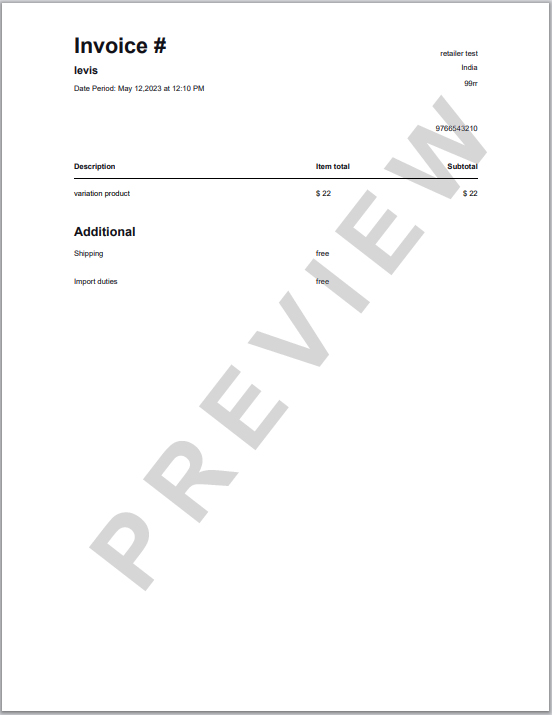 Invoice #
levis
Date Period: May 12,2023 at 12:10 PM
retailer test
India
99rr
9766543210
Description Item total Subtotal
variation product $ 22 $ 22
Additional
Shipping free
Import duties free
PREVIEW